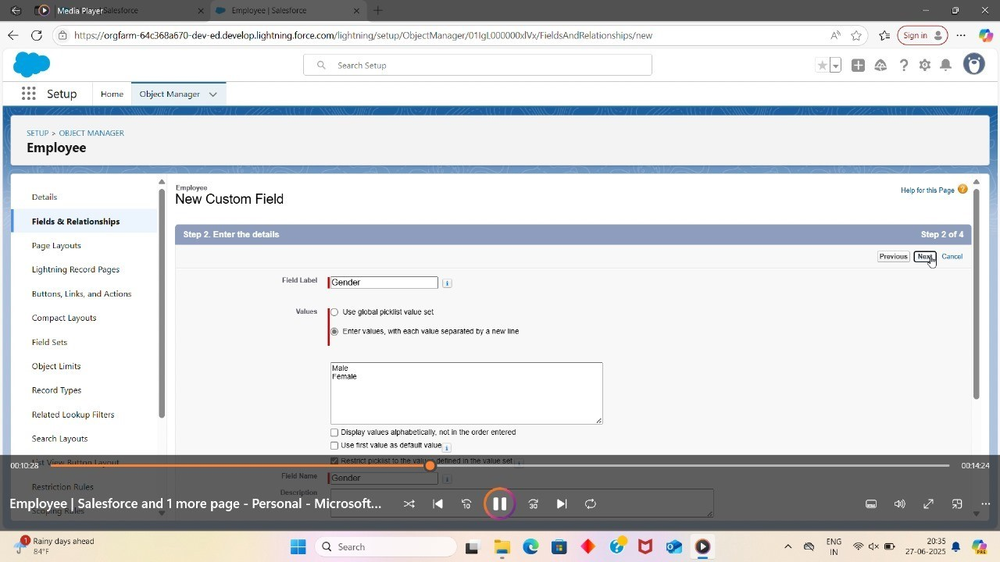 Media Player
Salesforce
Employee | Salesforce
https://orgfarm-64c368a670-dev-ed.develop.lightning.force.com/lightning/setup/ObjectManager/01IgL000000xlVx/FieldsAndRelationships/new
Sign in
Search Setup
Setup
Home
Object Manager
SETUP > OBJECT MANAGER
Employee
Details
Fields & Relationships
Page Layouts
Lightning Record Pages
Buttons, Links, and Actions
Compact Layouts
Field Sets
Object Limits
Record Types
Related Lookup Filters
Search Layouts
List View Button Layout
Restriction Rules
Scoping Rules
Employee
New Custom Field
Help for this Page
Step 2. Enter the details
Step 2 of 4
Previous
Next
Cancel
Field Label
Gender
Values
Use global picklist value set
Enter values, with each value separated by a new line
Male
Female
Display values alphabetically, not in the order entered
Use first value as default value
Restrict picklist to the values defined in the value set
Field Name
Gender
Description
00:10:28
00:14:24
Employee | Salesforce and 1 more page - Personal - Microsoft...
10
30
1
Rainy days ahead
84°F
Search
ENG
IN
20:35
27-06-2025
PRE